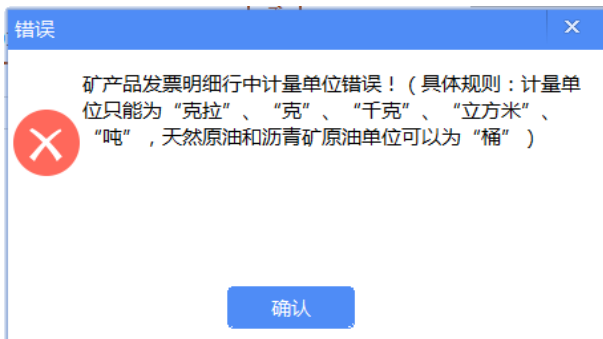 错误
矿产品发票明细行中计量单位错误！（具体规则：计量单
位只能为“克拉”、“克”、“千克”、“立方米”、
“吨”，天然原油和沥青矿原油单位可以为“桶”）
确认